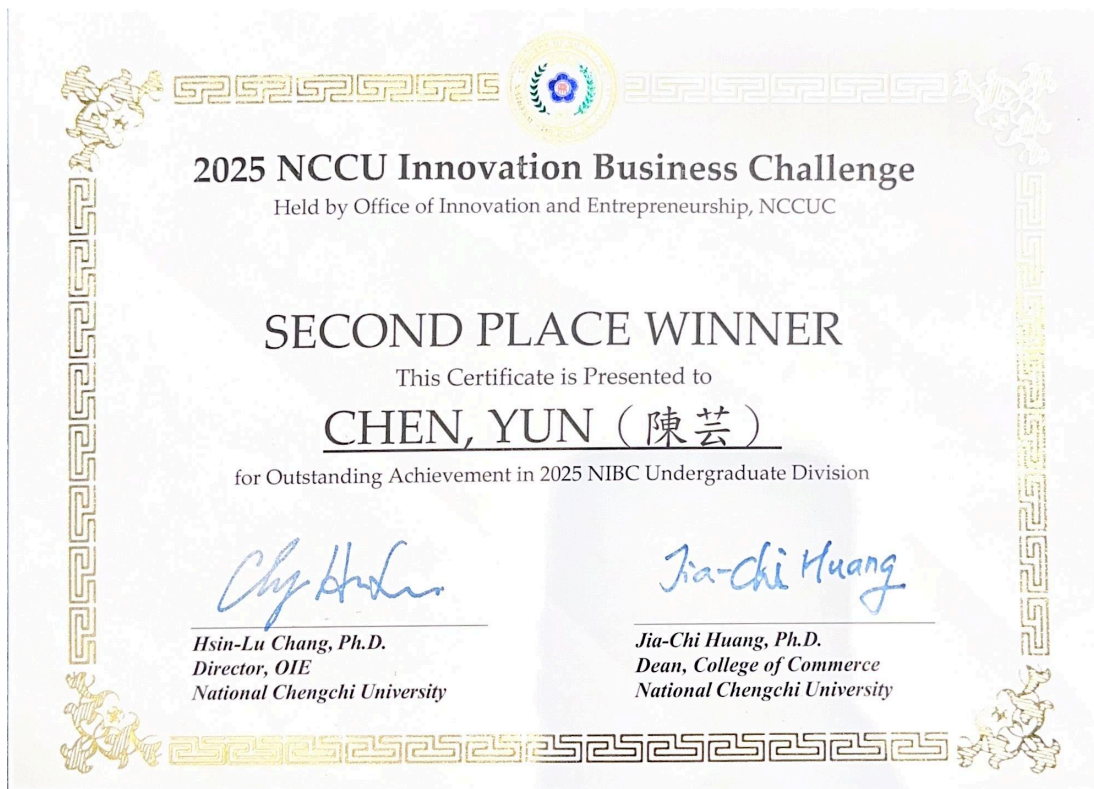 2025 NCCU Innovation Business Challenge
Held by Office of Innovation and Entrepreneurship, NCCUC
SECOND PLACE WINNER
This Certificate is Presented to
CHEN, YUN（陳芸）
for Outstanding Achievement in 2025 NIBC Undergraduate Division
Jia-Chi Huang
Hsin-Lu Chang, Ph.D.
Director, OIE
National Chengchi University
Jia-Chi Huang, Ph.D.
Dean, College of Commerce
National Chengchi University